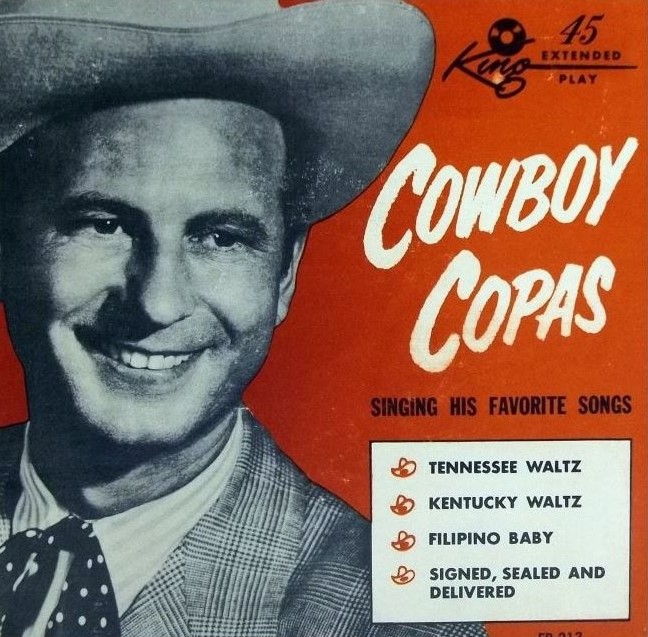 King
45
EXTENDED
PLAY
COWBOY
COPAS
SINGING HIS FAVORITE SONGS
TENNESSEE WALTZ
KENTUCKY WALTZ
FILIPINO BABY
SIGNED, SEALED AND
DELIVERED